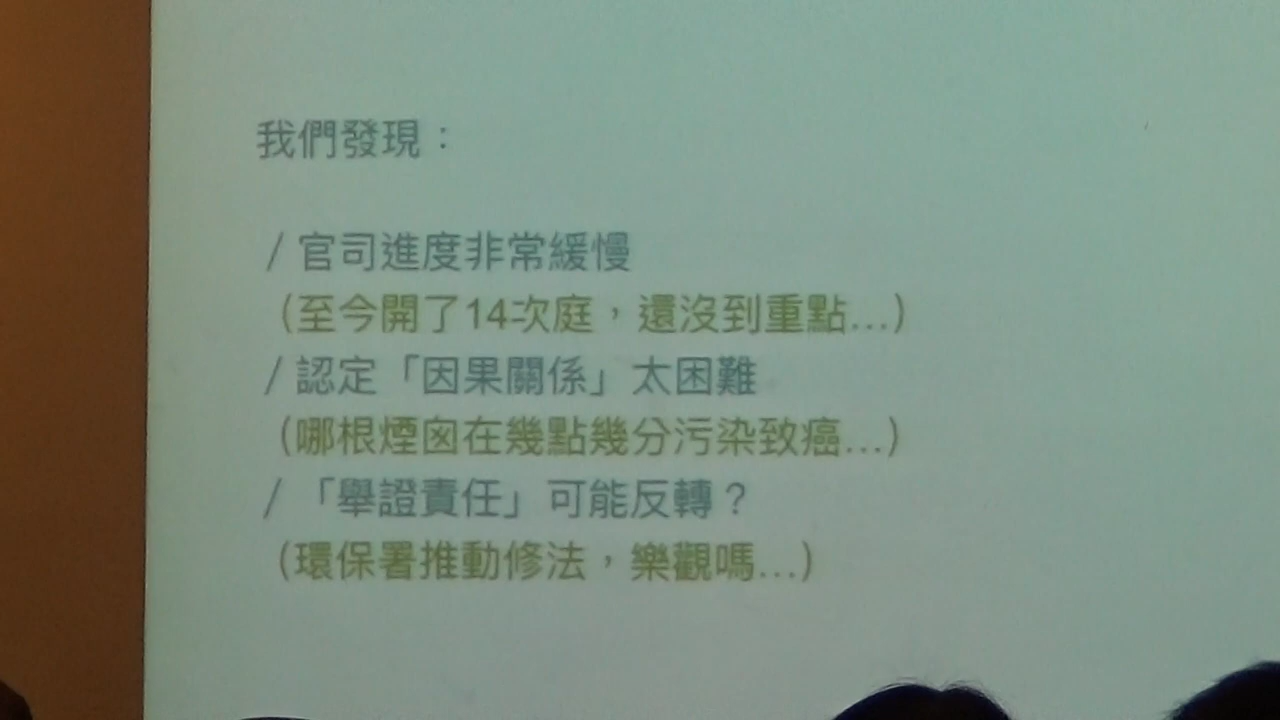 我們發現：
/ 官司進度非常緩慢
(至今開了14次庭，還沒到重點...)
/ 認定「因果關係」太困難
(哪根煙囪在幾點幾分污染致癌...)
/ 「舉證責任」可能反轉？
(環保署推動修法，樂觀嗎...)